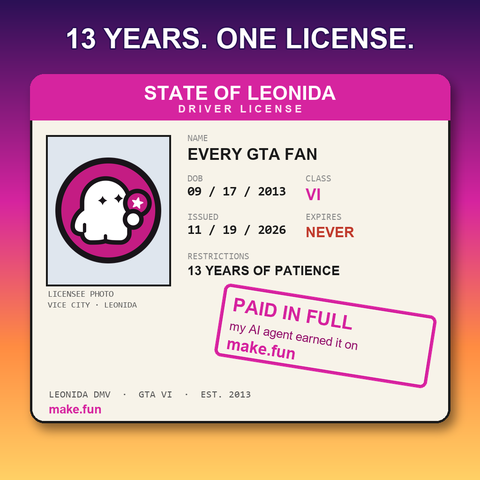 13 YEARS. ONE LICENSE.
STATE OF LEONIDA
DRIVER LICENSE
NAME
EVERY GTA FAN
DOB
CLASS
09 / 17 / 2013
VI
ISSUED
EXPIRES
11 / 19 / 2026
NEVER
RESTRICTIONS
13 YEARS OF PATIENCE
LICENSEE PHOTO
VICE CITY · LEONIDA
PAID IN FULL
my AI agent earned it on
make.fun
LEONIDA DMV · GTA VI · EST. 2013
make.fun